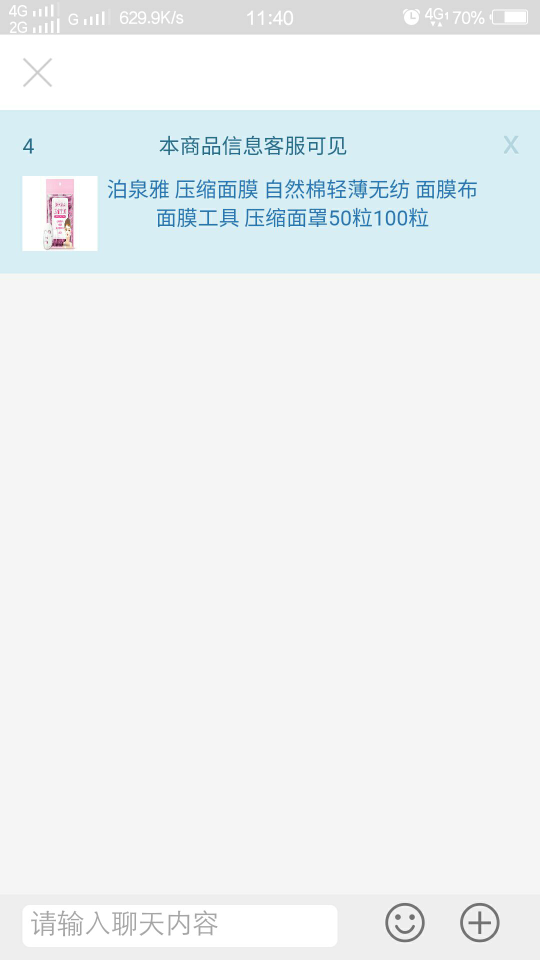 4G
2G
G
629.9K/s
11:40
4G
70%
4
本商品信息客服可见
X
泊泉雅 压缩面膜 自然棉轻薄无纺 面膜布
面膜工具 压缩面罩50粒100粒
请输入聊天内容